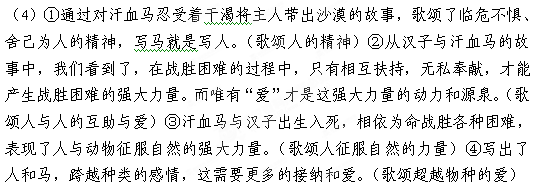 （4）①通过对汗血马忍受着干渴将主人带出沙漠的故事，歌颂了临危不惧、
舍己为人的精神，写马就是写人。（歌颂人的精神）②从汉子与汗血马的故
事中，我们看到了，在战胜困难的过程中，只有相互扶持，无私奉献，才能
产生战胜困难的强大力量。而唯有“爱”才是这强大力量的动力和源泉。（歌
颂人与人的互助与爱）③汗血马与汉子出生入死，相依为命战胜各种困难，
表现了人与动物征服自然的强大力量。（歌颂人征服自然的力量）④写出了
人和马，跨越种类的感情，这需要更多的接纳和爱。（歌颂超越物种的爱）